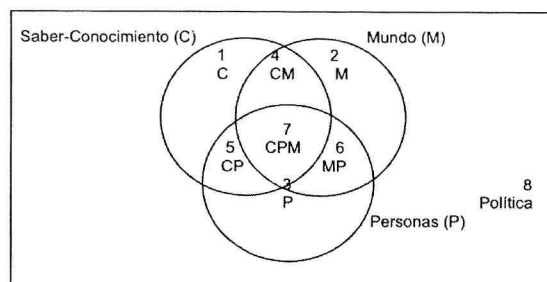 Saber-Conocimiento (C)
Mundo (M)
1
C
4
CM
2
M
7
CPM
5
CP
6
MP
3
P
Personas (P)
8
Política